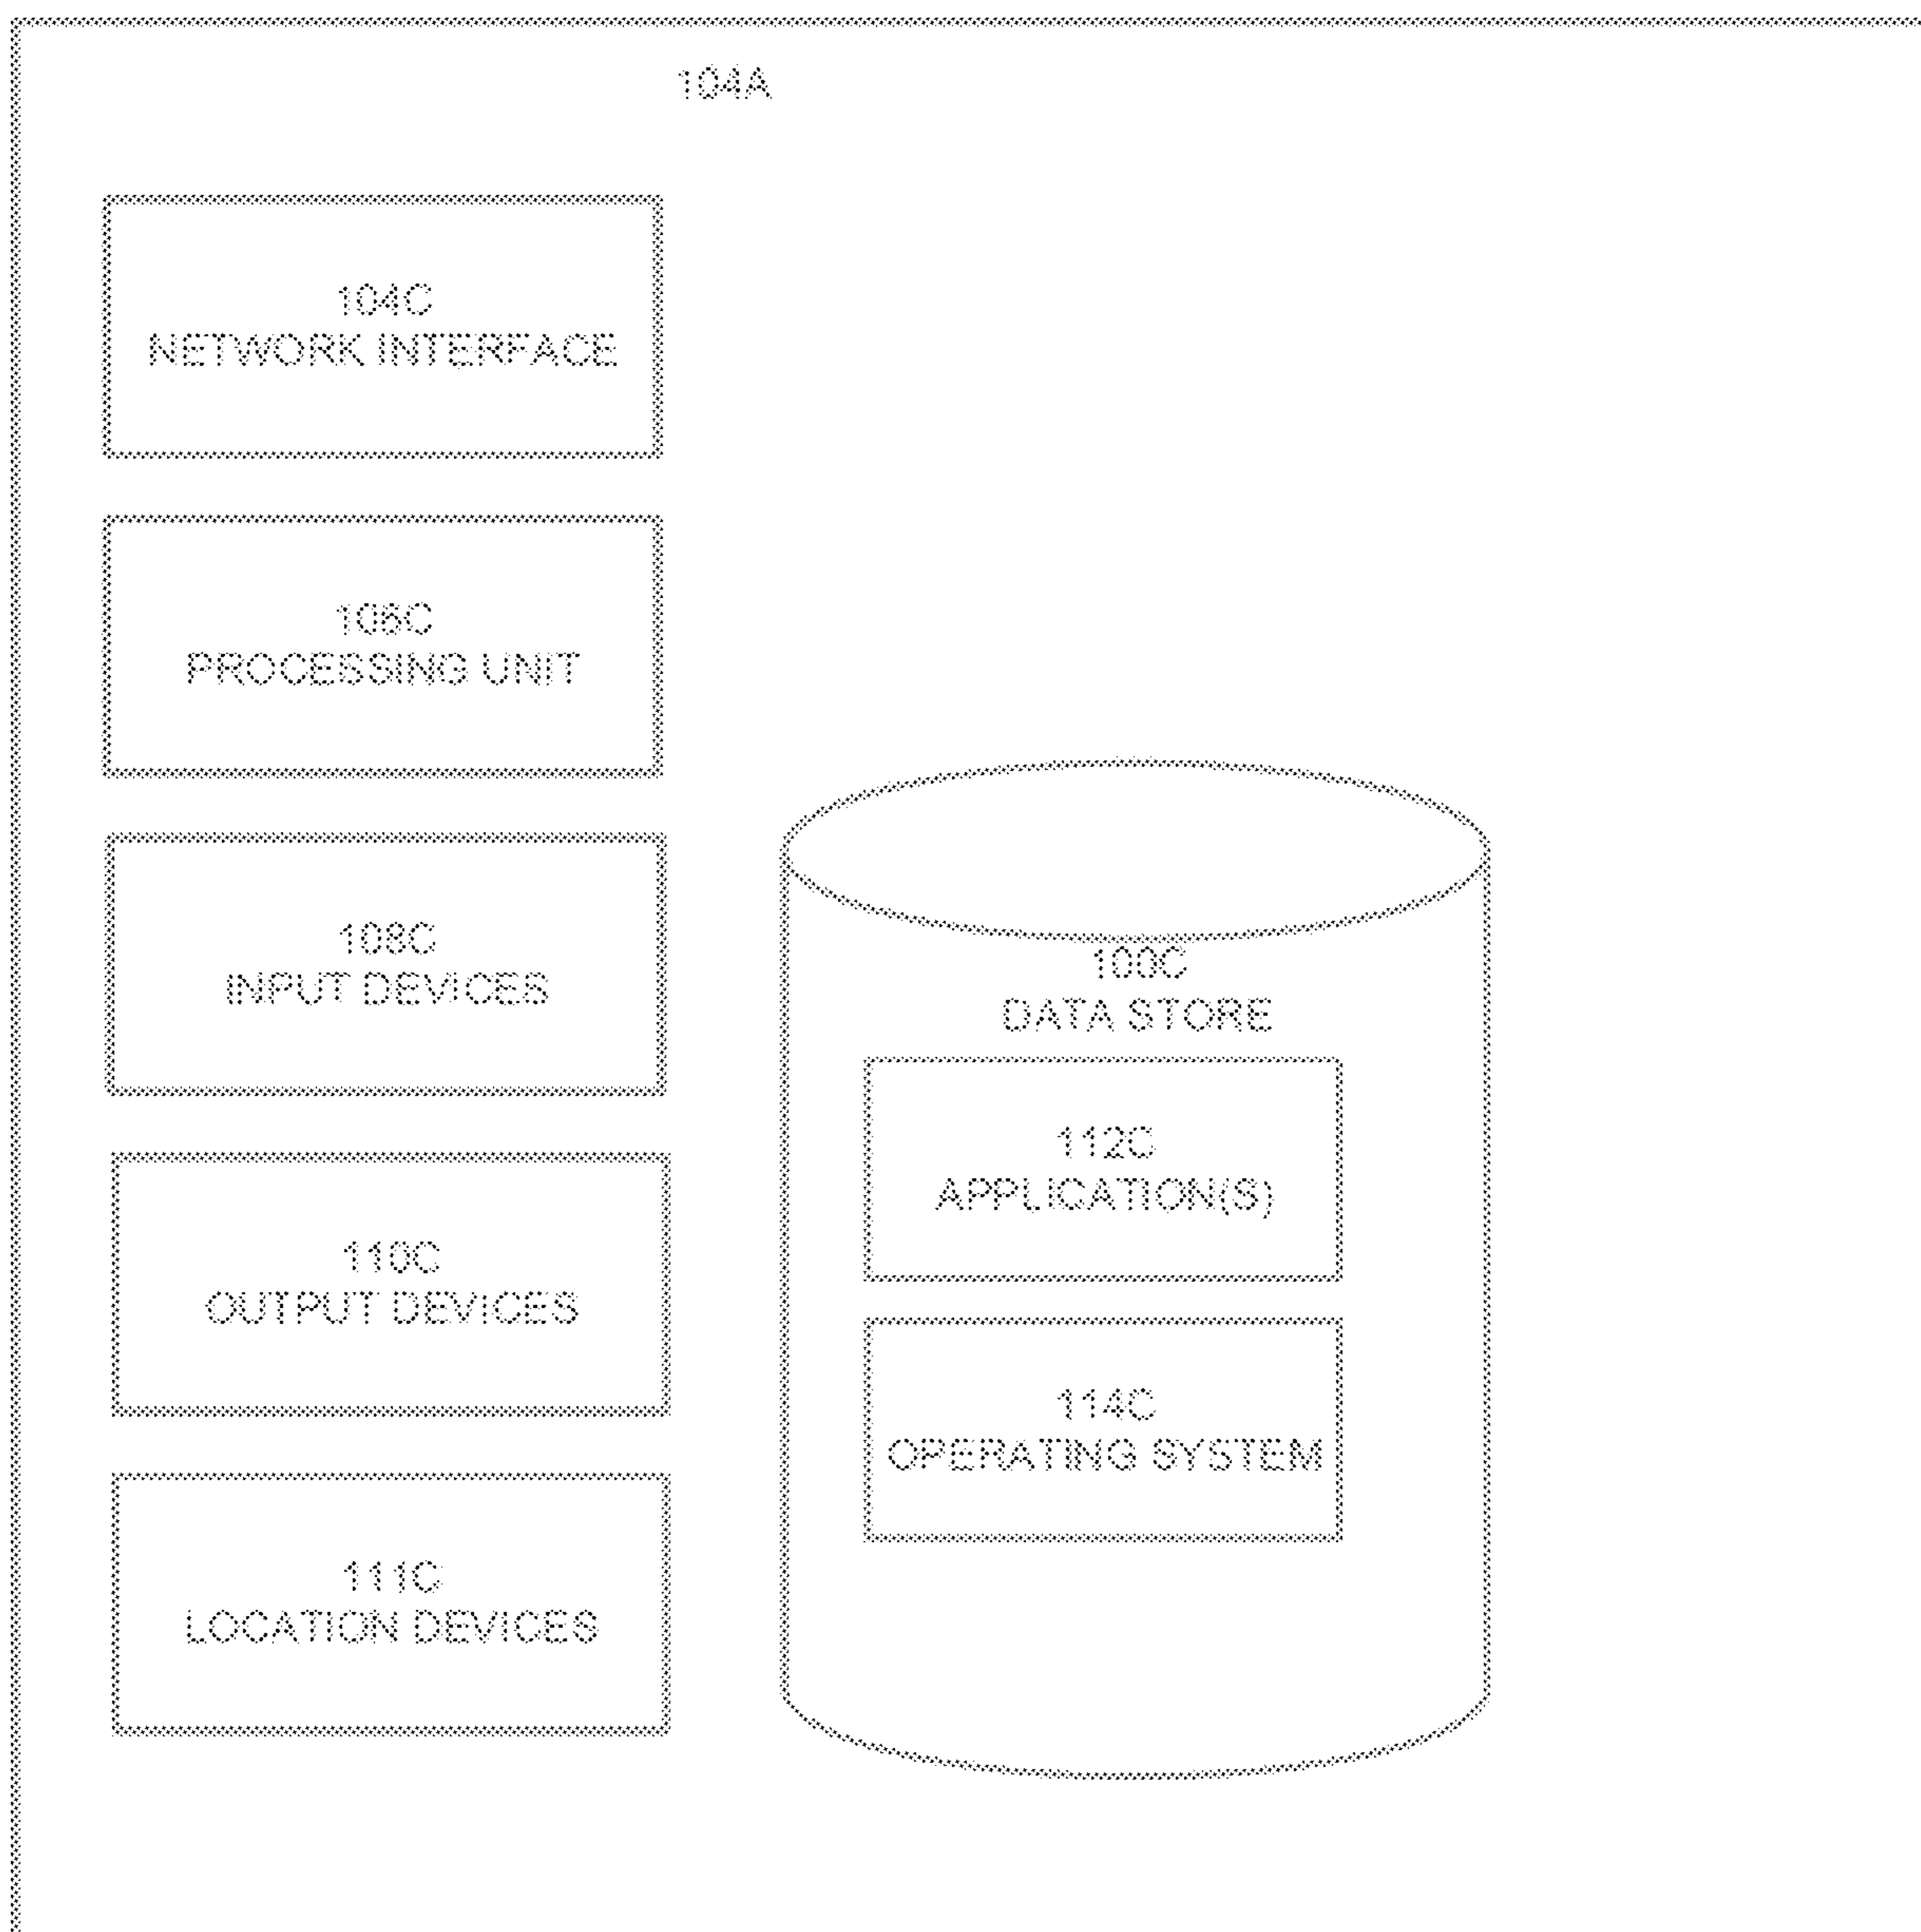 104A
104C
NETWORK INTERFACE
106C
PROCESSING UNIT
108C
INPUT DEVICES
110C
OUTPUT DEVICES
111C
LOCATION DEVICES
100C
DATA STORE
112C
APPLICATION(S)
114C
OPERATING SYSTEM